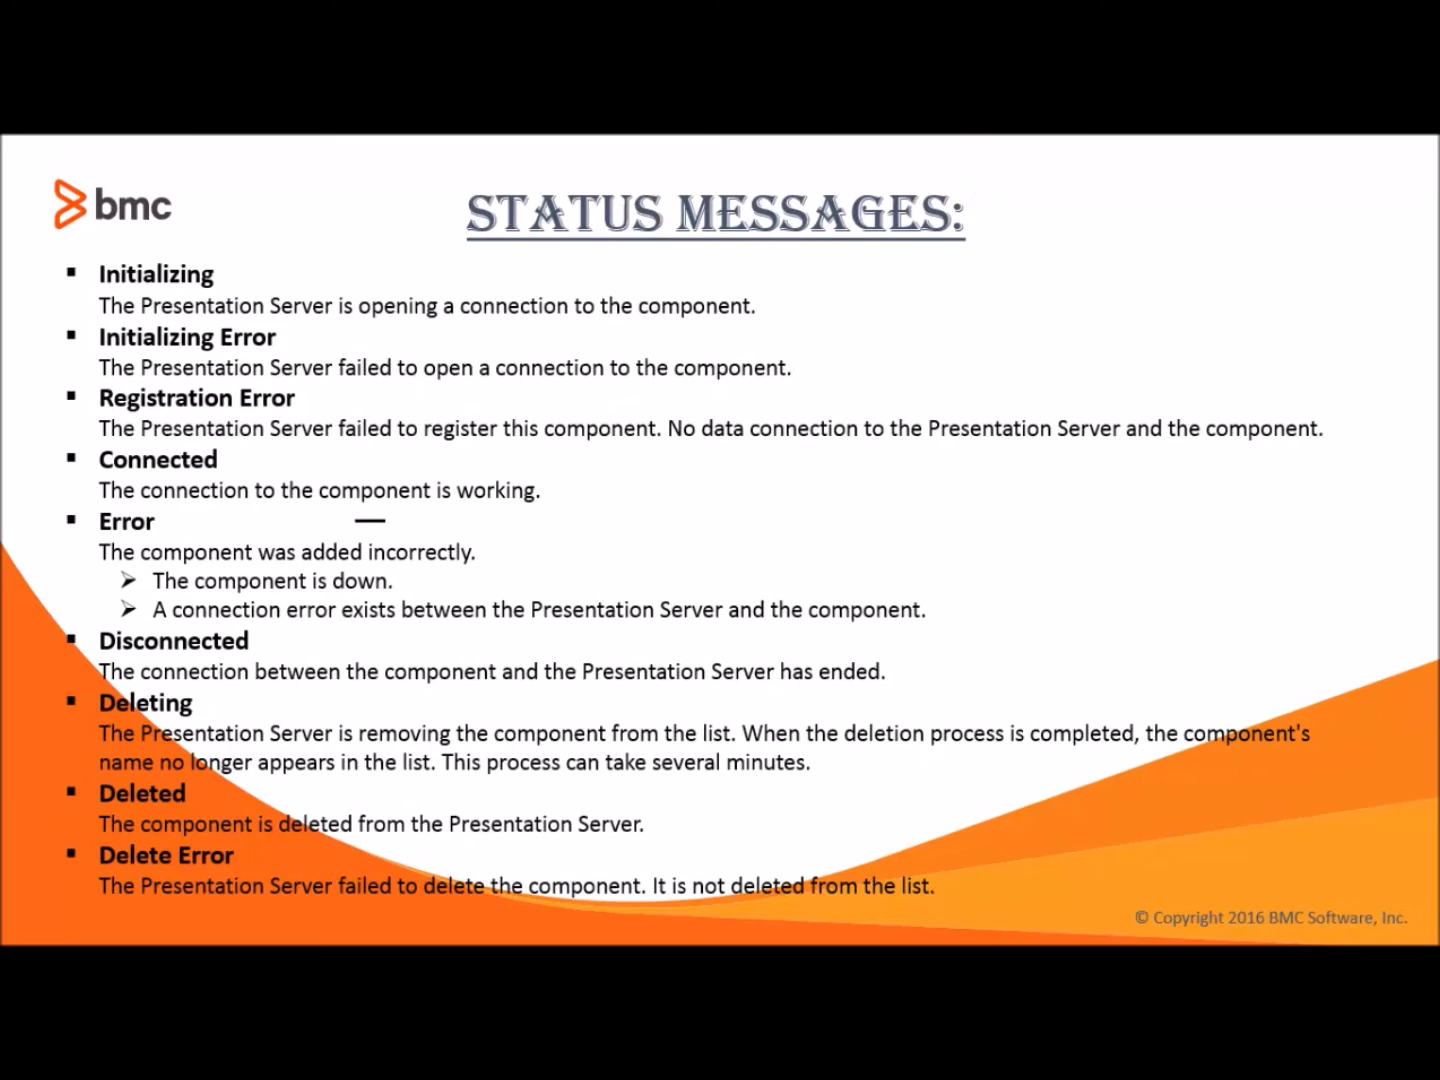 bmc
STATUS MESSAGES:
▪ Initializing
The Presentation Server is opening a connection to the component.
▪ Initializing Error
The Presentation Server failed to open a connection to the component.
▪ Registration Error
The Presentation Server failed to register this component. No data connection to the Presentation Server and the component.
▪ Connected
The connection to the component is working.
▪ Error
The component was added incorrectly.
➢ The component is down.
➢ A connection error exists between the Presentation Server and the component.
▪ Disconnected
The connection between the component and the Presentation Server has ended.
▪ Deleting
The Presentation Server is removing the component from the list. When the deletion process is completed, the component's
name no longer appears in the list. This process can take several minutes.
▪ Deleted
The component is deleted from the Presentation Server.
▪ Delete Error
The Presentation Server failed to delete the component. It is not deleted from the list.
© Copyright 2016 BMC Software, Inc.